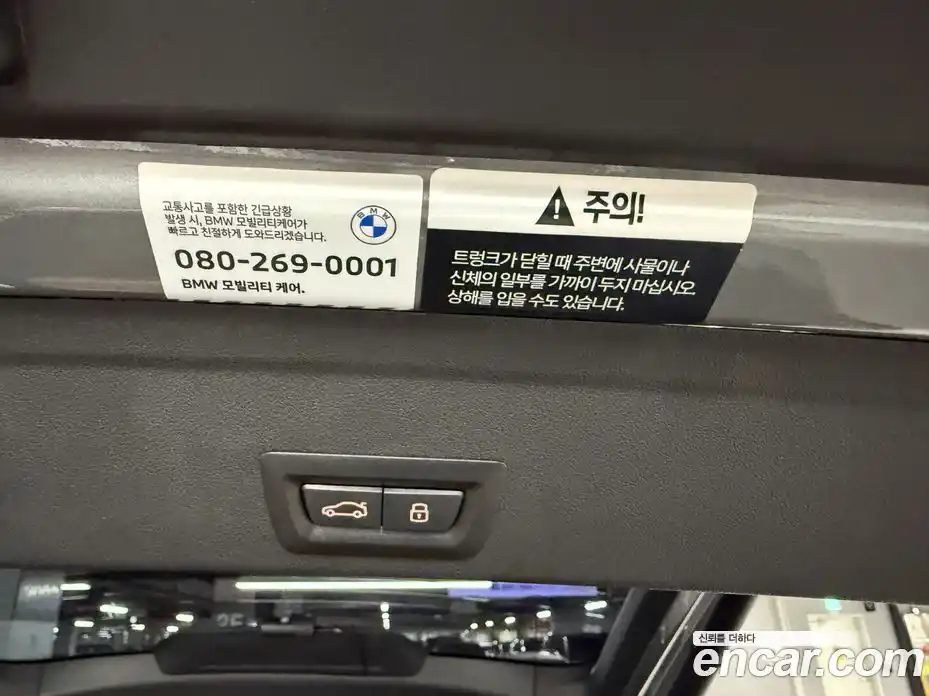 교통사고를 포함한 긴급상황
발생 시, BMW 모빌리티케어가
빠르고 친절하게 도와드리겠습니다.
080-269-0001
BMW 모빌리티 케어.
BMW
주의!
트렁크가 닫힐 때 주변에 사물이나
신체의 일부를 가까이 두지 마십시오.
상해를 입을 수도 있습니다.
신뢰를 더하다
encar.com